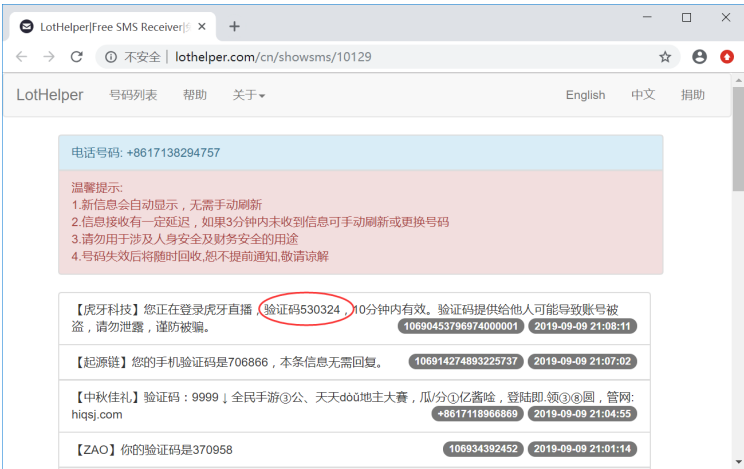 LotHelper|Free SMS Receiver|
不安全 | lothelper.com/cn/showsms/10129
LotHelper 号码列表 帮助 关于 English 中文 捐助
电话号码: +8617138294757
温馨提示:
1.新信息会自动显示，无需手动刷新
2.信息接收有一定延迟，如果3分钟内未收到信息可手动刷新或更换号码
3.请勿用于涉及人身安全及财务安全的用途
4.号码失效后将随时回收,恕不提前通知,敬请谅解
【虎牙科技】您正在登录虎牙直播，验证码530324，10分钟内有效。验证码提供给他人可能导致账号被
盗，请勿泄露，谨防被骗。 10690453796974000001 2019-09-09 21:08:11
【起源链】您的手机验证码是706866，本条信息无需回复。 106914274893225737 2019-09-09 21:07:02
【中秋佳礼】验证码：9999 ↓ 全民手游③公、天天dòǔ地主大赛，瓜/分①亿酱啥，登陆即.领③⑧圆，管网:
hiqsj.com +8617118966869 2019-09-09 21:04:55
【ZAO】你的验证码是370958 106934392452 2019-09-09 21:01:14